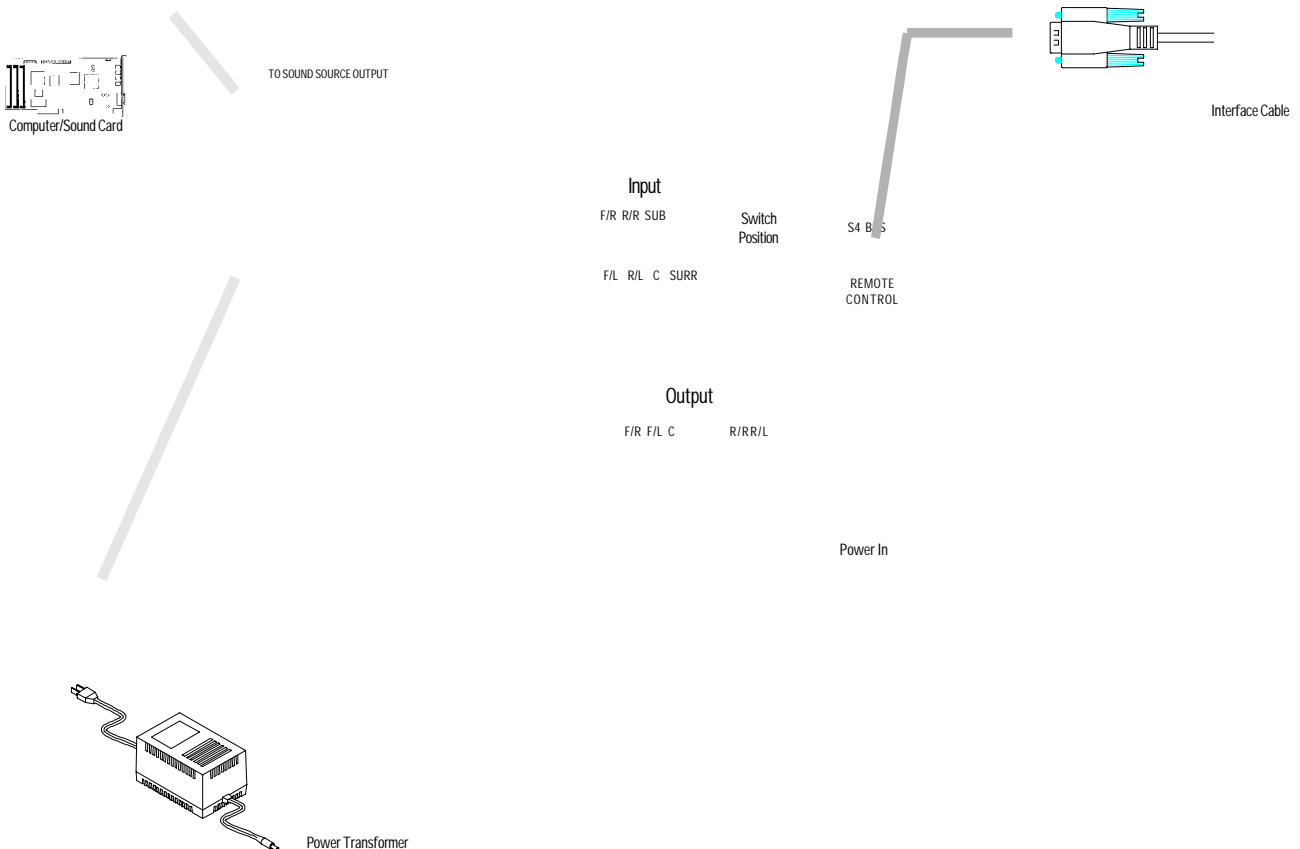 TO SOUND SOURCE OUTPUT
Computer/Sound Card
Interface Cable
Input
F/R R/R SUB
Switch
Position
S4 B S
F/L R/L C SURR
REMOTE
CONTROL
Output
F/R F/L C R/RR/L
Power In
Power Transformer